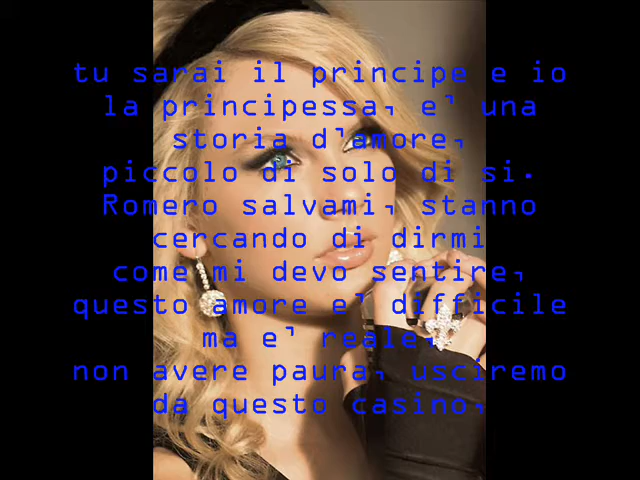 tu sarai il principe e io
la principessa, e' una
storia d'amore,
piccolo di solo di si.
Romero salvami, stanno
cercando di dirmi
come mi devo sentire,
questo amore e' difficile
ma e' reale,
non avere paura, usciremo
da questo casino,